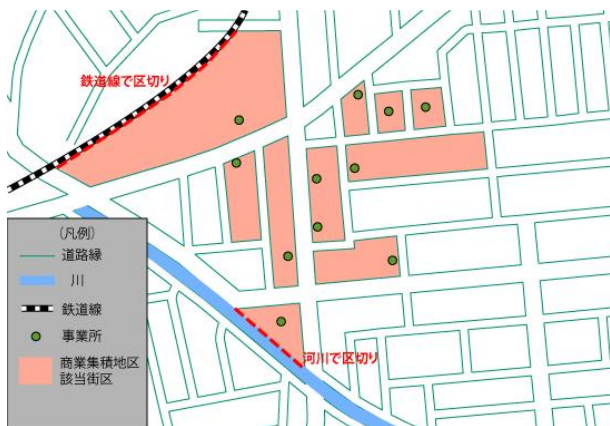 鉄道線で区切り
(凡例)
道路縁
川
鉄道線
事業所
商業集積地区
該当街区
河川で区切り